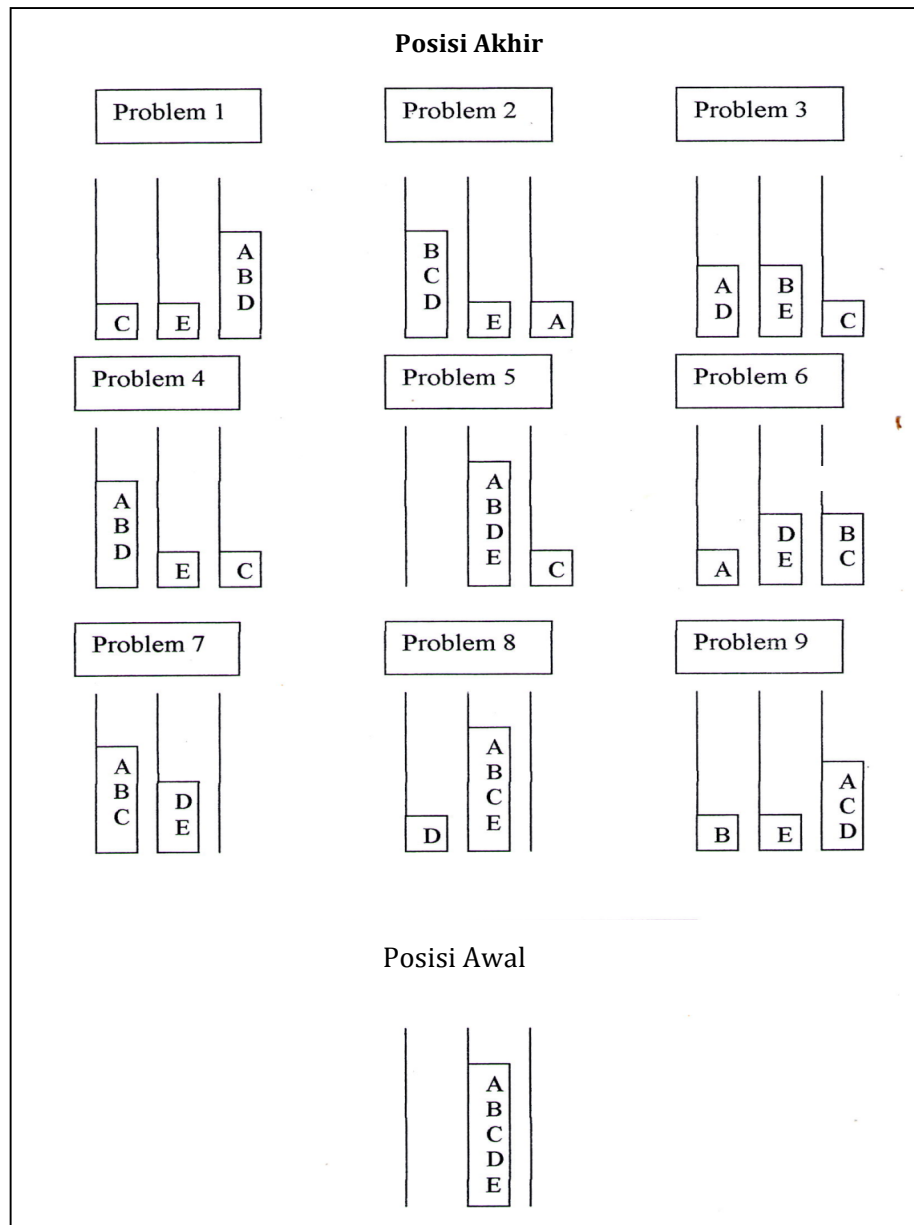 Posisi Akhir
Problem 1
Problem 2
Problem 3
C
E
A
B
D
B
C
D
E
A
A
D
B
E
C
Problem 4
Problem 5
Problem 6
A
B
D
E
C
A
B
D
E
C
A
D
E
B
C
Problem 7
Problem 8
Problem 9
A
B
C
D
E
D
A
B
C
E
B
E
A
C
D
Posisi Awal
A
B
C
D
E